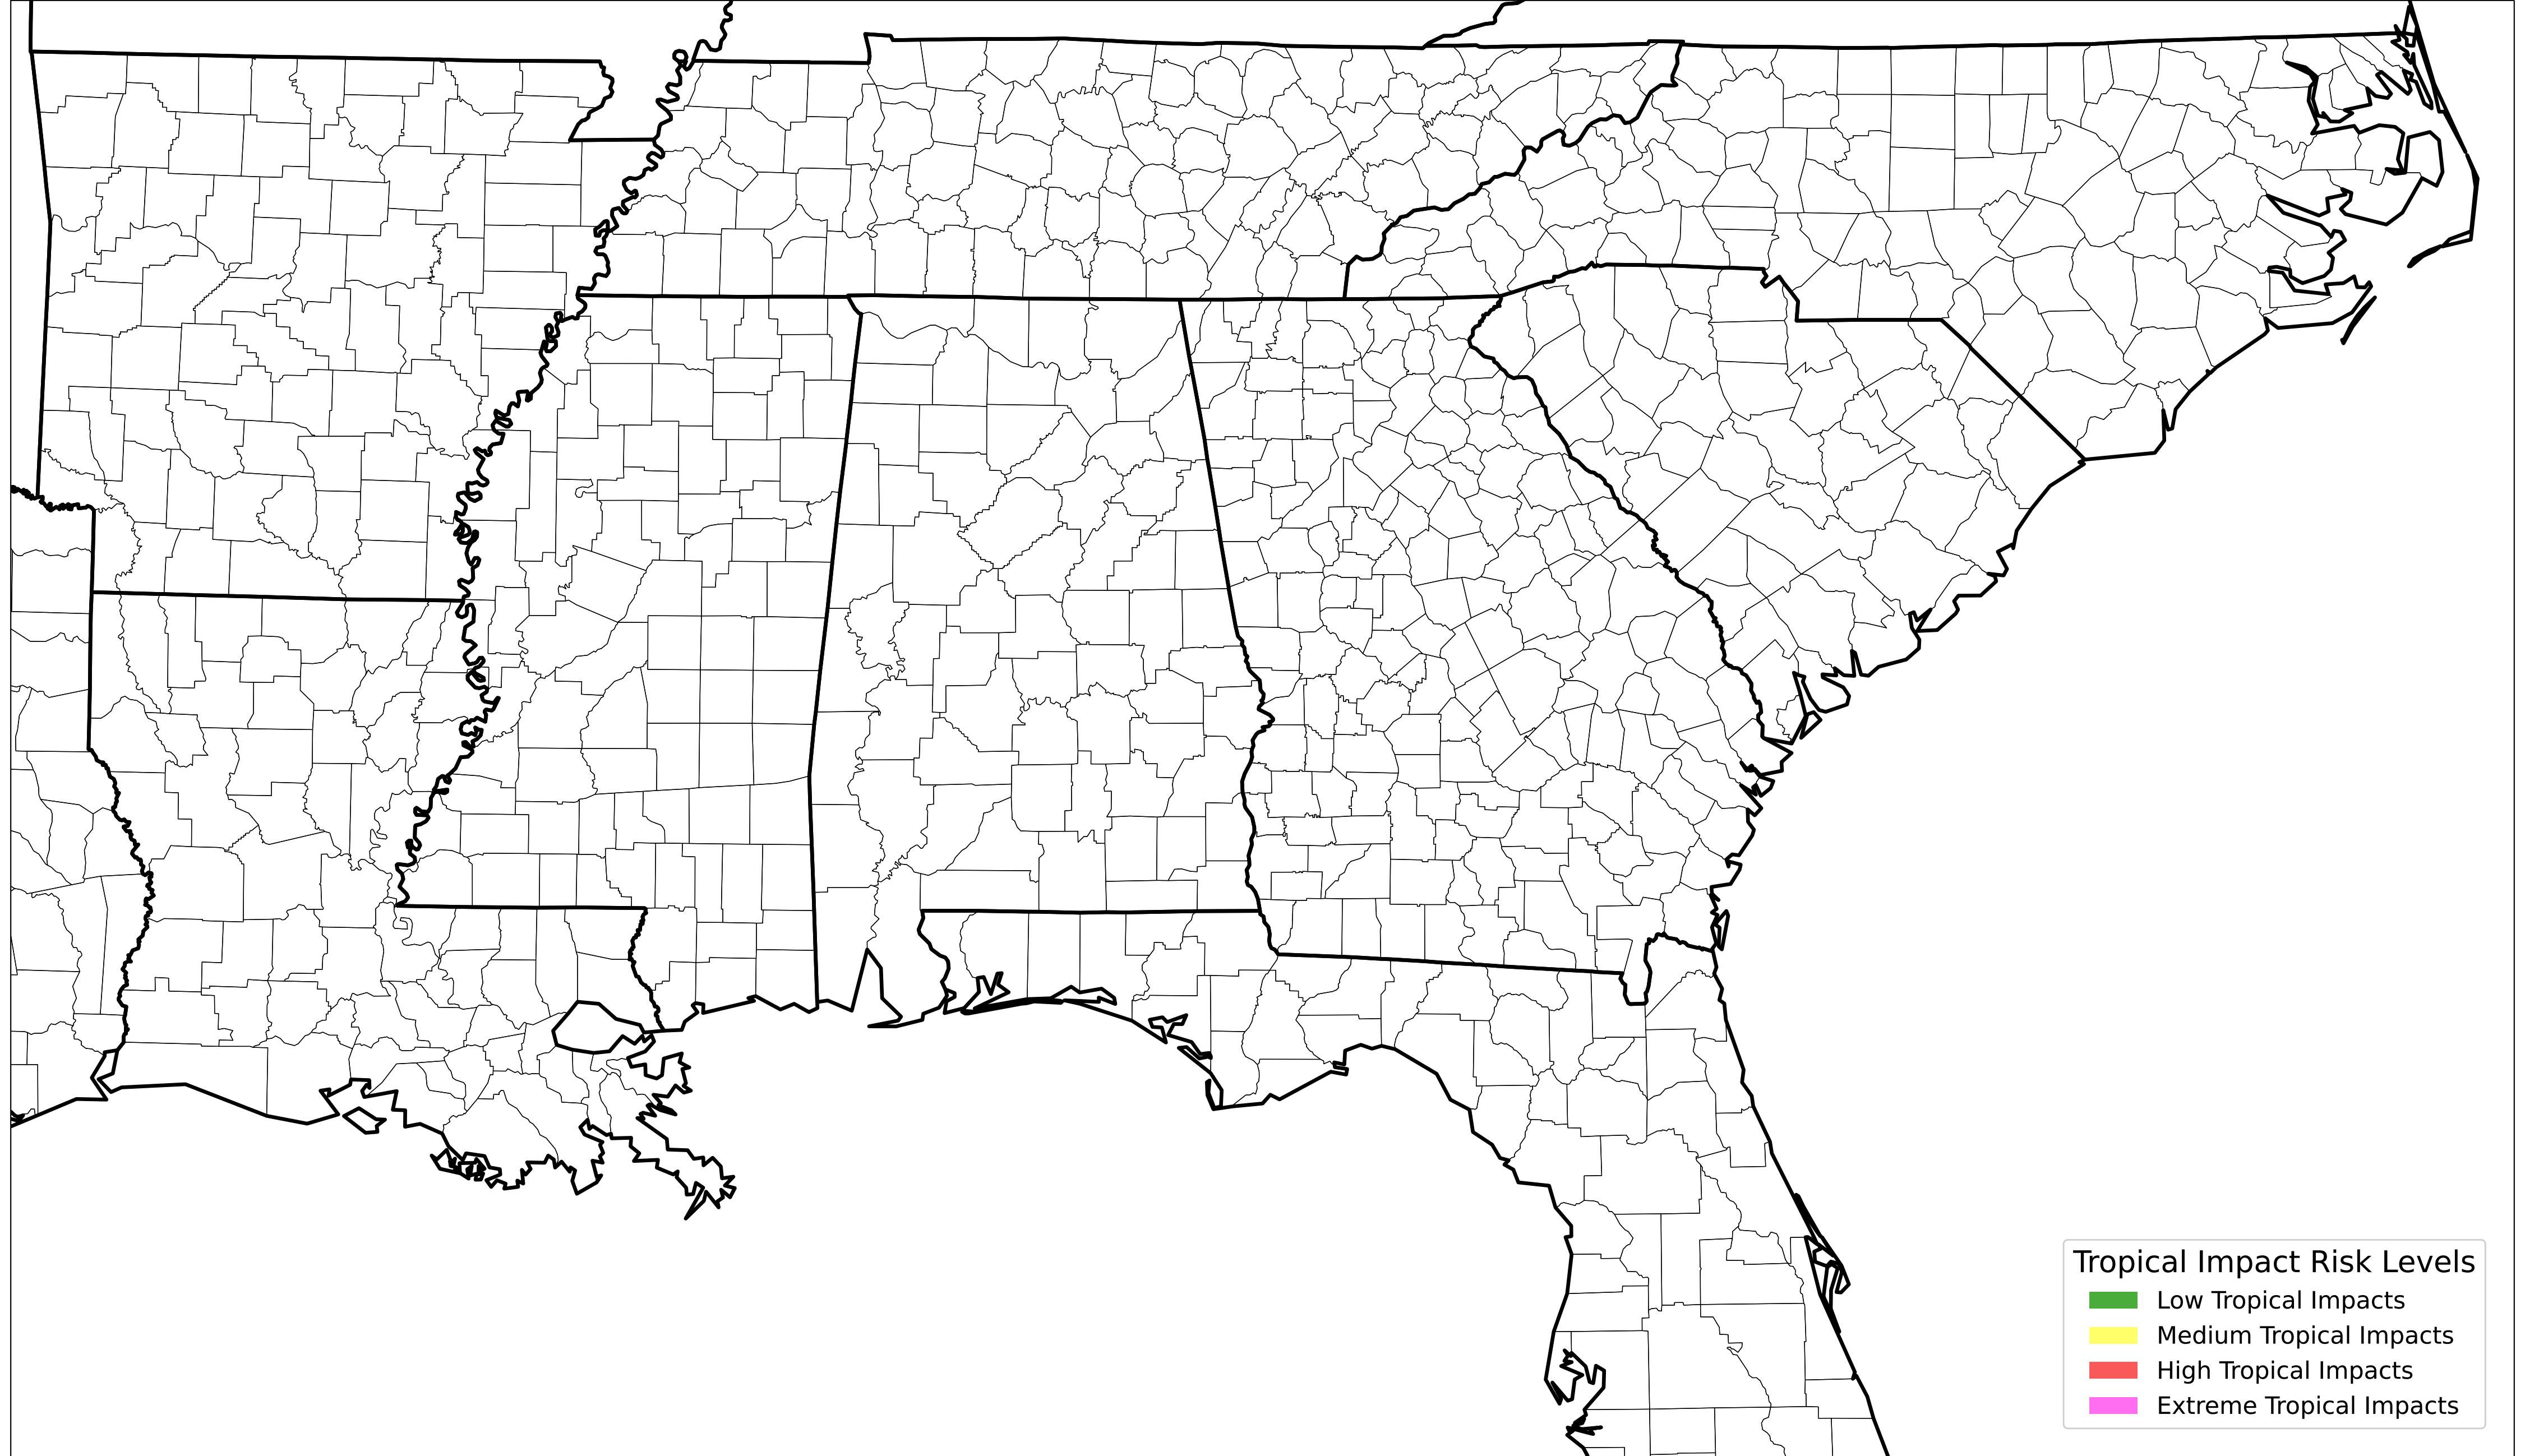 Tropical Impact Risk Levels
Low Tropical Impacts
Medium Tropical Impacts
High Tropical Impacts
Extreme Tropical Impacts